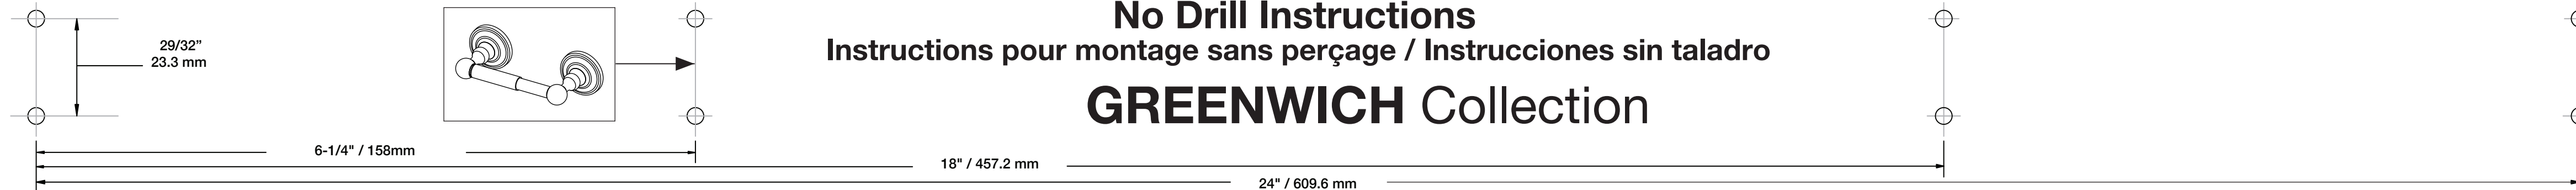 No Drill Instructions
Instructions pour montage sans perçage / Instrucciones sin taladro
GREENWICH Collection
29/32”
23.3 mm
6-1/4" / 158mm
18" / 457.2 mm
24" / 609.6 mm